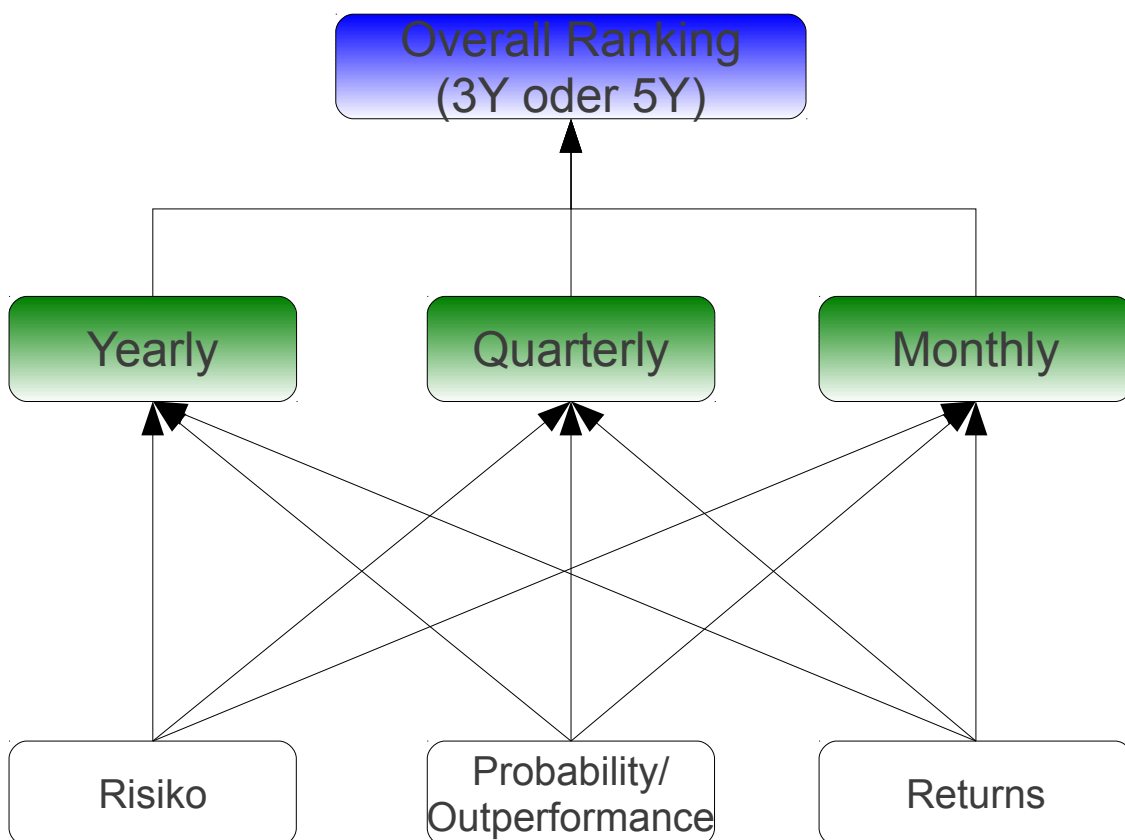 Overall Ranking
(3Y oder 5Y)
Yearly
Quarterly
Monthly
Risiko
Probability/
Outperformance
Returns